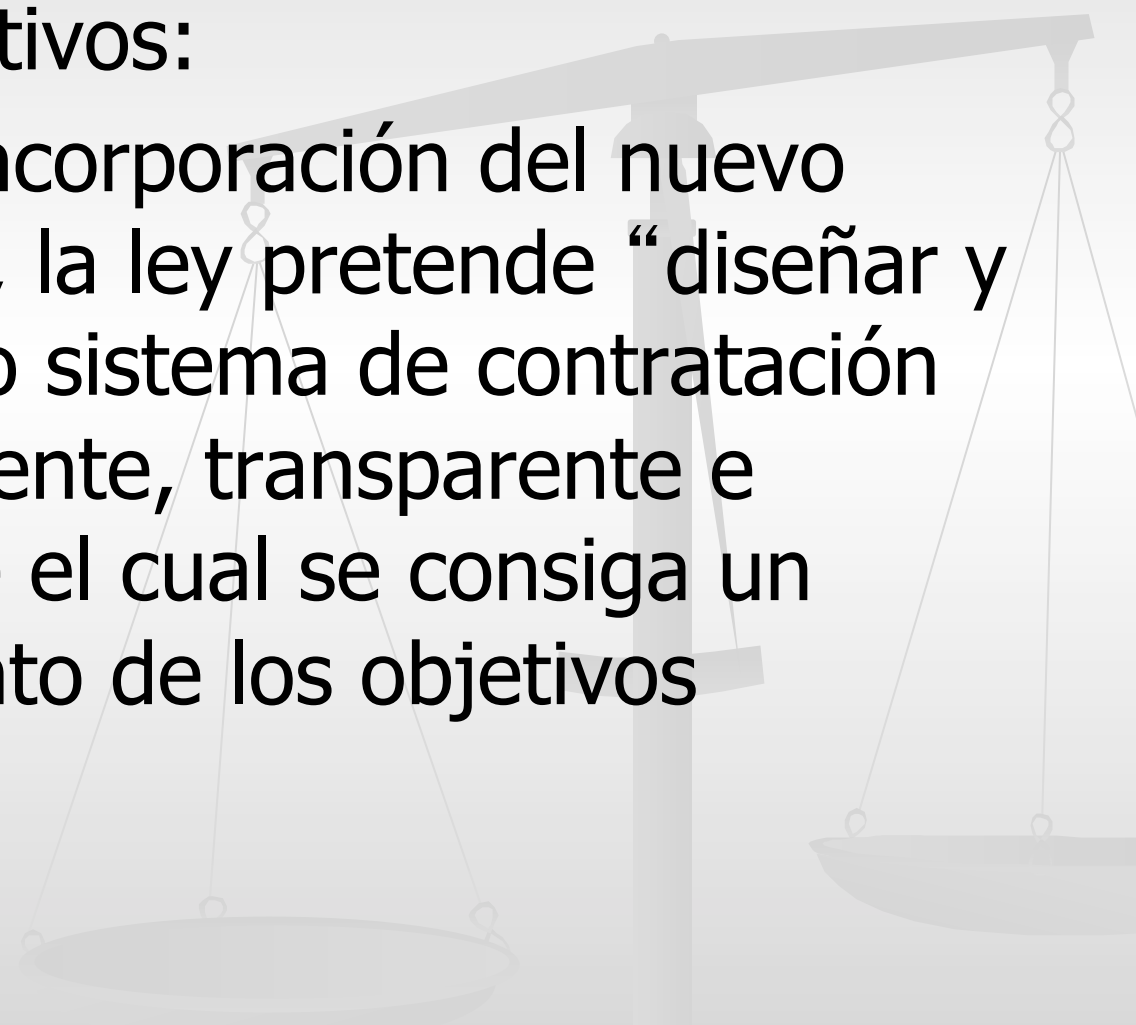 tivos:
ncorporación del nuevo
, la ley pretende “diseñar y
o sistema de contratación
ente, transparente e
el cual se consiga un
nto de los objetivos